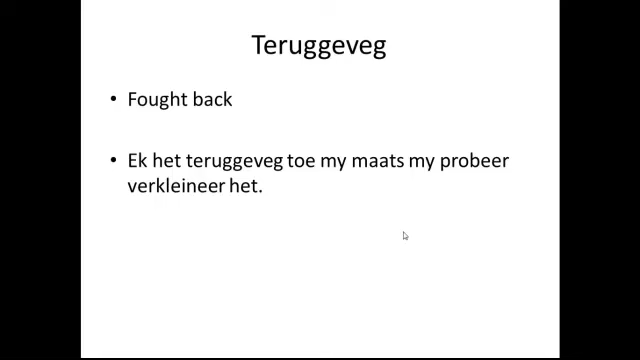 Teruggeveg
• Fought back
• Ek het teruggeveg toe my maats my probeer
verkleineer het.